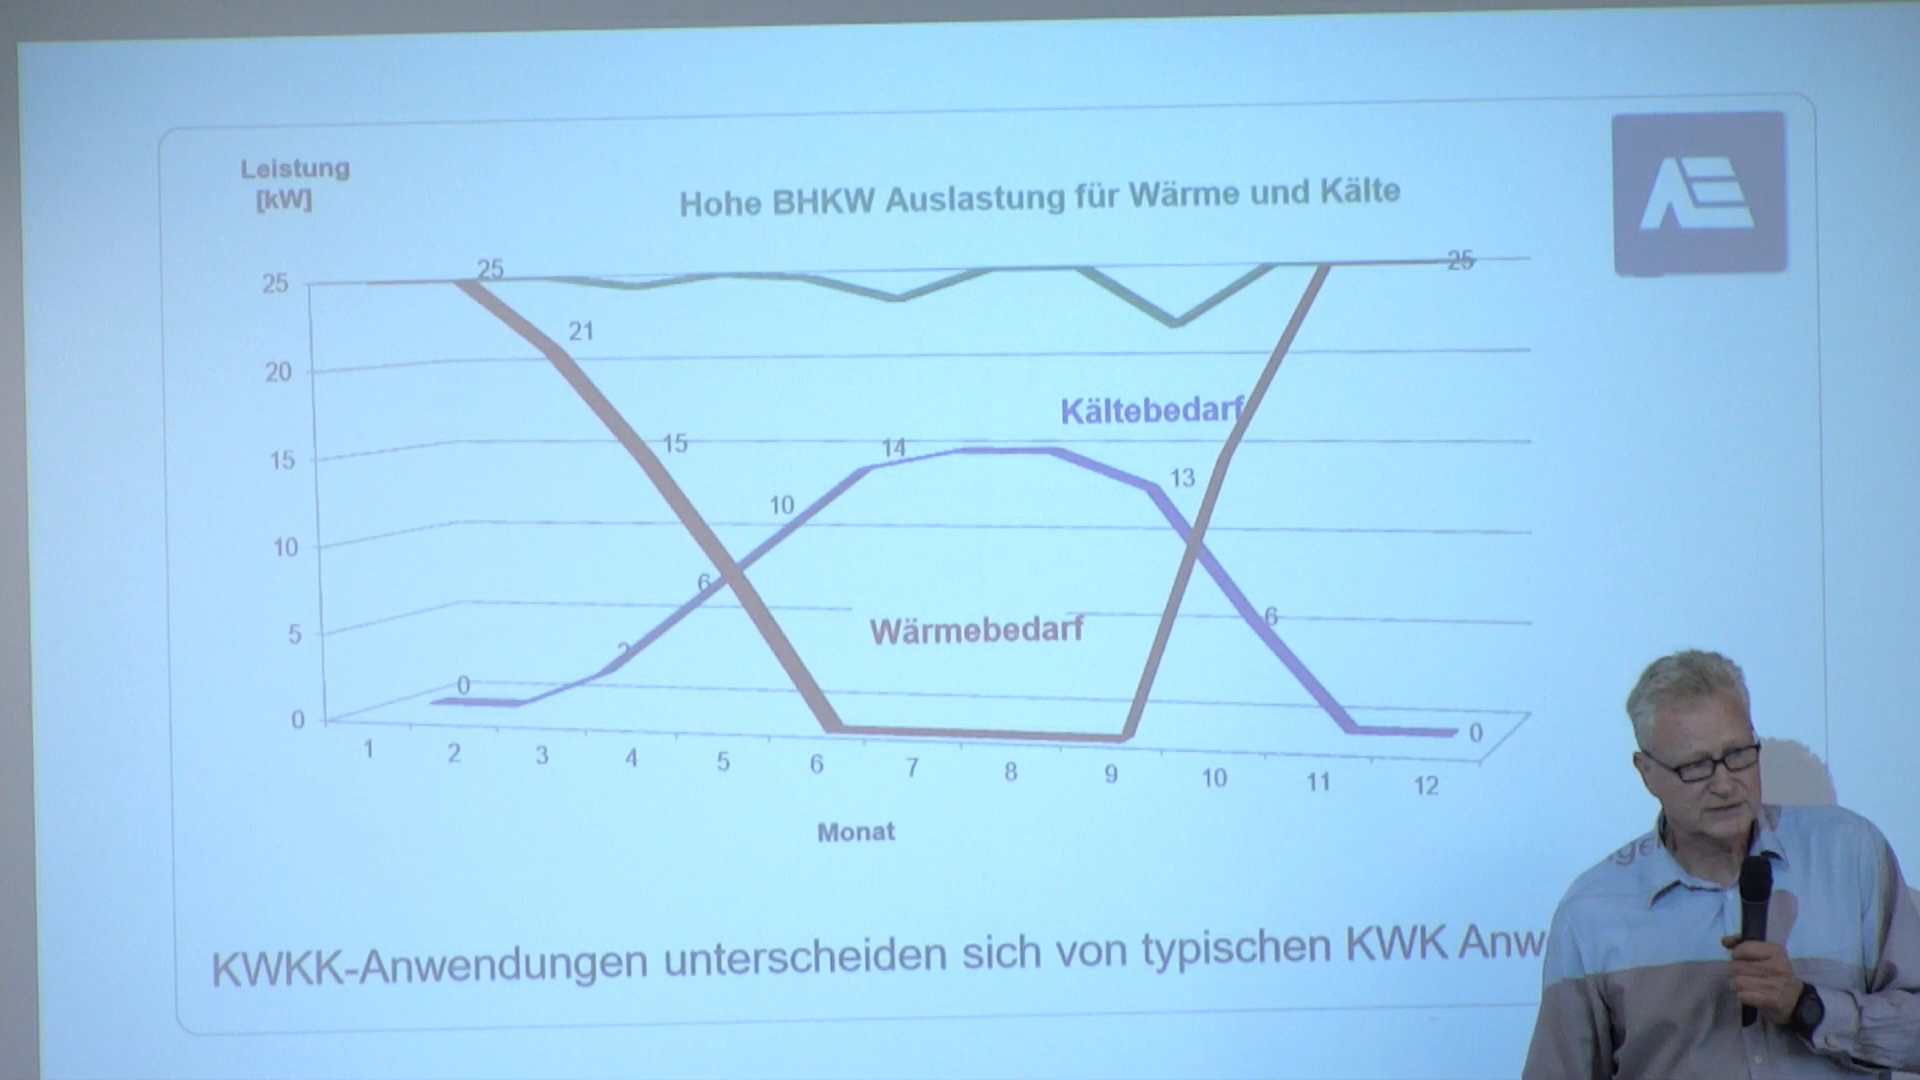 Leistung
[kW]
Hohe BHKW Auslastung für Wärme und Kälte
AE
25
25
25
21
20
Kältebedarf
15
15
14
13
10
10
6
6
Wärmebedarf
5
2
0
0
0
1 2 3 4 5 6 7 8 9 10 11 12
Monat
KWKK-Anwendungen unterscheiden sich von typischen KWK Anw